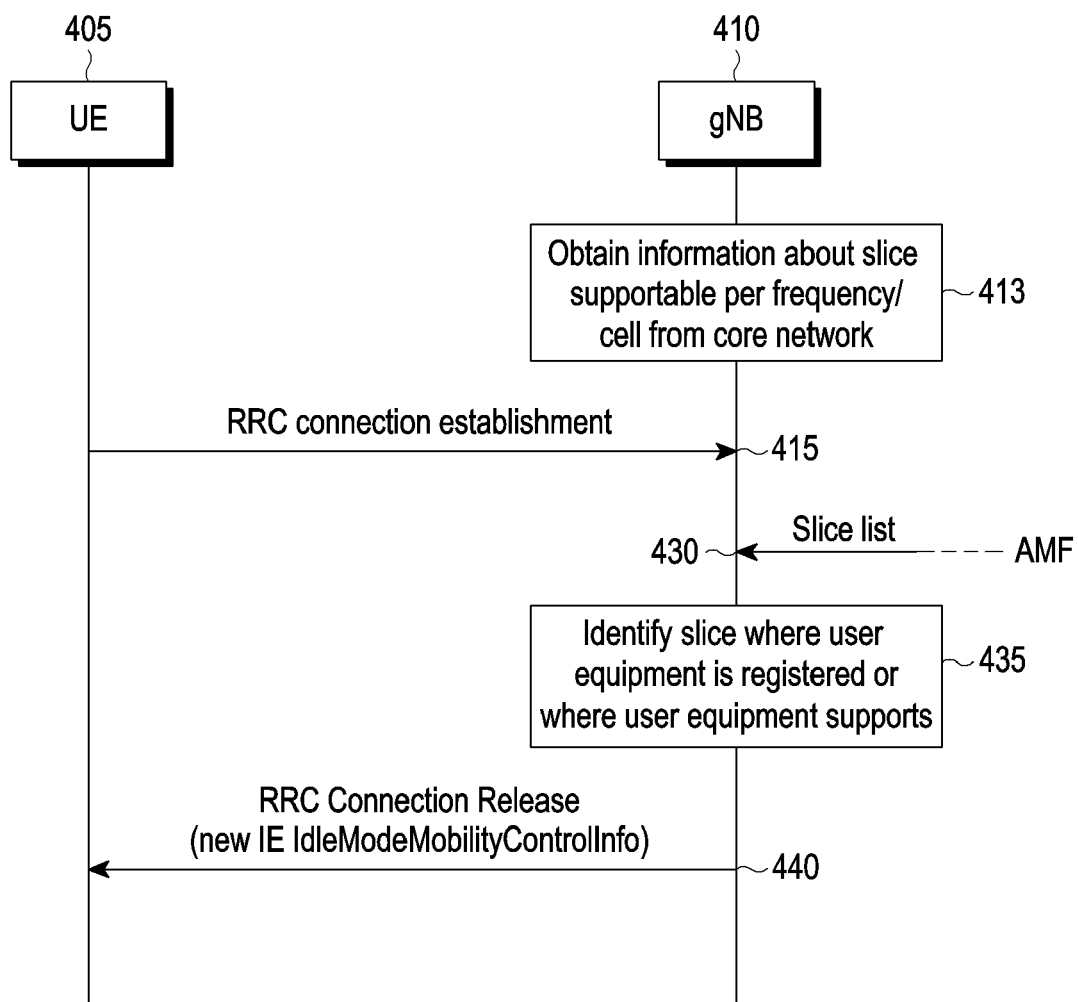 405
410
UE
gNB
Obtain information about slice
supportable per frequency/
cell from core network
413
RRC connection establishment
415
Slice list
430
AMF
Identify slice where user
equipment is registered or
where user equipment supports
435
RRC Connection Release
(new IE IdleModeMobilityControlInfo)
440